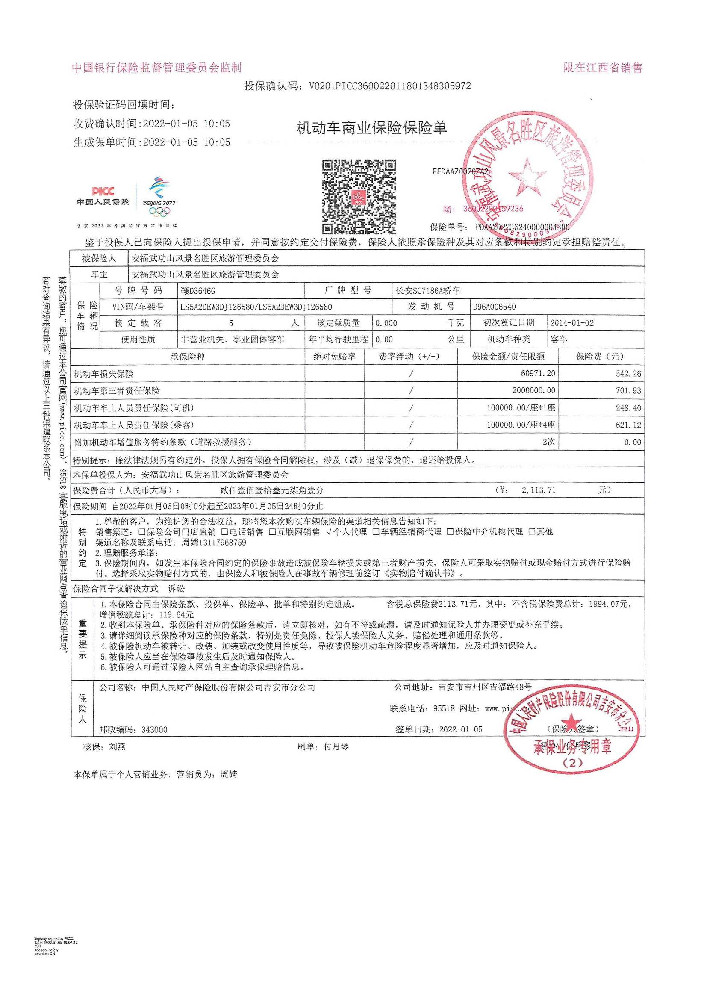 中国银行保险监督管理委员会监制
限在江西省销售
投保确认码：V0201PICC360022011801348305972
投保验证码回填时间：
收费确认时间:2022-01-05 10:05
生成保单时间:2022-01-05 10:05
机动车商业保险保险单
安福武功山风景名胜区旅游管理委员会
EEDAAZ0020ZA2
PICC
中国人民保险
BEIJING 2022
北京2022年冬奥会官方合作伙伴
PICC
赣： 36002200159236
保险单号： PDAA202236240000004300
鉴于投保人已向保险人提出投保申请，并同意按约定交付保险费，保险人依照承保险种及其对应条款和特别约定承担赔偿责任。
被保险人 安福武功山风景名胜区旅游管理委员会
车主 安福武功山风景名胜区旅游管理委员会
保险车辆情况
号牌号码 赣D3646G 厂牌型号 长安SC7186A轿车
VIN码/车架号 LS5A2DEW3DJ126580/LS5A2DEW3DJ126580 发动机号 D96A006540
核定载客 5 人 核定载质量 0.000 千克 初次登记日期 2014-01-02
使用性质 非营业机关、事业团体客车 年平均行驶里程 0.00 公里 机动车种类 客车
承保险种 绝对免赔率 费率浮动（+/-） 保险金额/责任限额 保险费（元）
机动车损失保险 / 60971.20 542.26
机动车第三者责任保险 / 2000000.00 701.93
机动车车上人员责任保险(司机) / 100000.00/座*1座 248.40
机动车车上人员责任保险(乘客) / 100000.00/座*4座 621.12
附加机动车增值服务特约条款（道路救援服务） / 2次 0.00
特别提示：除法律法规另有约定外，投保人拥有保险合同解除权，涉及（减）退保保费的，退还给投保人。
本保单投保人为：安福武功山风景名胜区旅游管理委员会
保险费合计（人民币大写）： 贰仟壹佰壹拾叁元柒角壹分 （¥： 2,113.71 元）
保险期间 自2022年01月06日0时0分起至2023年01月05日24时0分止
特别约定
1.尊敬的客户，为维护您的合法权益，现将您本次购买车辆保险的渠道相关信息告知如下：
销售渠道：□保险公司门店直销 □电话销售 □互联网销售 √个人代理 □车辆经销商代理 □保险中介机构代理 □其他
渠道名称及联系电话：周婧13117968759
2.理赔服务承诺：
3.保险期间内，如发生本保险合同约定的保险事故造成被保险车辆损失或第三者财产损失，保险人可采取实物赔付或现金赔付方式进行保险赔
付。选择采取实物赔付方式的，由保险人和被保险人在事故车辆修理前签订《实物赔付确认书》。
保险合同争议解决方式 诉讼
重要提示
1.本保险合同由保险条款、投保单、保险单、批单和特别约定组成。 含税总保险费2113.71元，其中：不含税保险费总计：1994.07元，
增值税额总计：119.64元
2.收到本保险单、承保险种对应的保险条款后，请立即核对，如有不符或疏漏，请及时通知保险人并办理变更或补充手续。
3.请详细阅读承保险种对应的保险条款，特别是责任免除、投保人被保险人义务、赔偿处理和通用条款等。
4.被保险机动车被转让、改装、加装或改变使用性质等，导致被保险机动车危险程度显著增加，应及时通知保险人。
5.被保险人应当在保险事故发生后及时通知保险人。
6.被保险人可通过保险人网站自主查询承保理赔信息。
保险人
公司名称：中国人民财产保险股份有限公司吉安市分公司 公司地址：吉安市吉州区吉福路48号
联系电话：95518 网址：www.pi
邮政编码：343000 签单日期：2022-01-05 （保险人签章）
中国人民财产保险股份有限公司吉安市分公司
承保业务专用章
(2)
核保：刘燕 制单：付月琴
本保单属于个人营销业务，营销员为：周婧
尊敬的客户：您可通过本公司官网(www.picc.com)、95518客服电话或附近的营业网点查询保险单信息。
若对查询结果有异议，请通过以上三种渠道联系本公司。
Digitally signed by PICC
Date: 2022.01.05 10:07:12
CST
Reason: safety
Location: CN